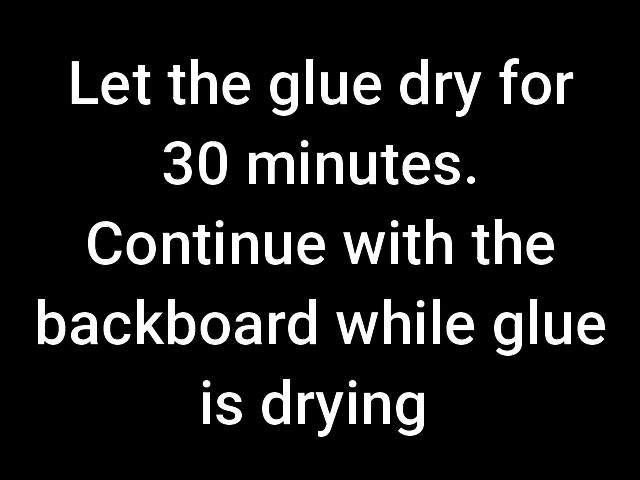 Let the glue dry for
30 minutes.
Continue with the
backboard while glue
is drying